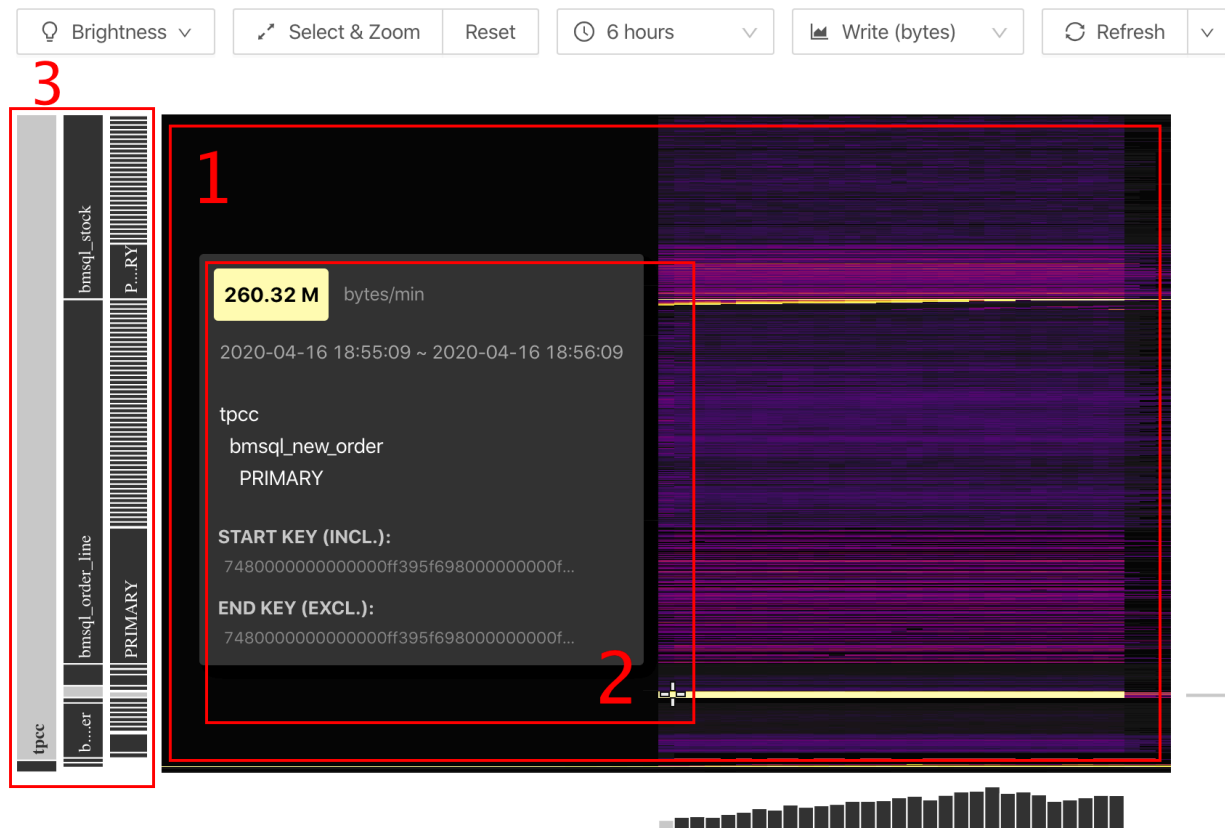 Brightness
Select & Zoom
Reset
6 hours
Write (bytes)
Refresh
3
1
bmsql_stock
P....RY
260.32 M bytes/min
2020-04-16 18:55:09 ~ 2020-04-16 18:56:09
tpcc
bmsql_new_order
PRIMARY
START KEY (INCL.):
7480000000000000ff395f698000000000000f...
END KEY (EXCL.):
7480000000000000ff395f698000000000000f...
2
bmsql_order_line
PRIMARY
tpcc
b....er